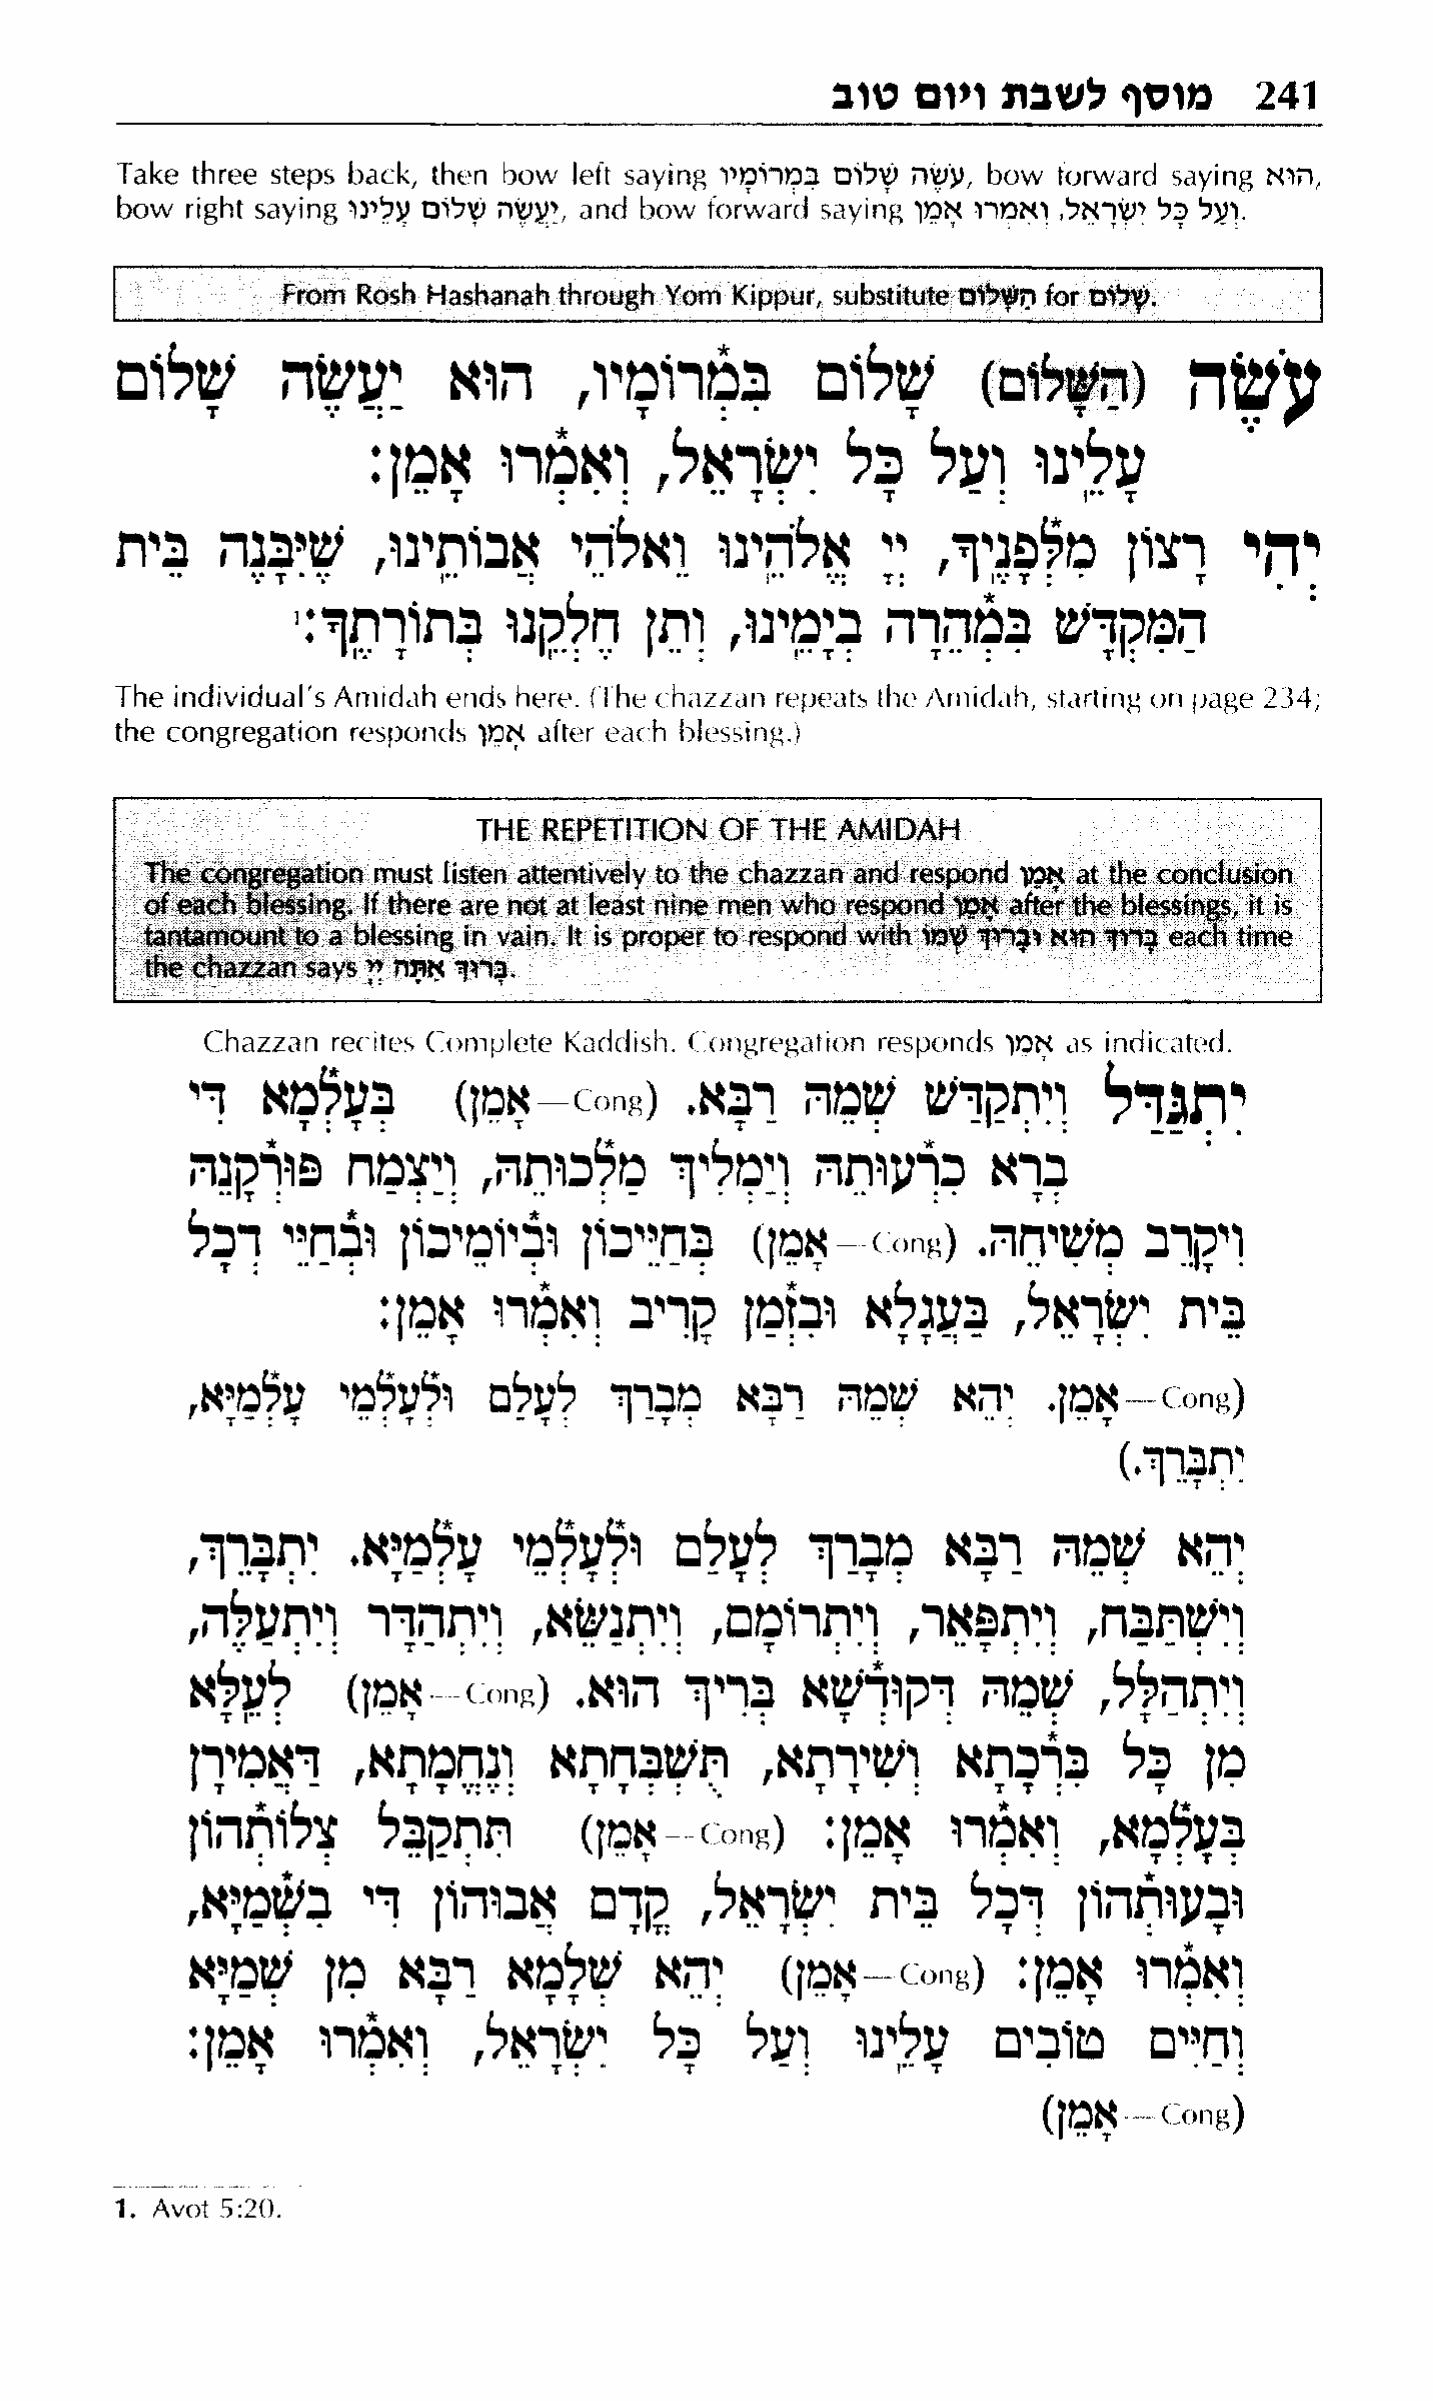 מוסף לשבת ויום טוב 241
Take three steps back, then bow left saying עֹשֶׂה שָׁלוֹם בִּמְרוֹמָיו, bow forward saying הוּא,
bow right saying יַעֲשֶׂה שָׁלוֹם עָלֵינוּ, and bow forward saying וְעַל כָּל יִשְׂרָאֵל, וְאִמְרוּ אָמֵן.
From Rosh Hashanah through Yom Kippur, substitute הַשָּׁלוֹם for שָׁלוֹם.
עֹשֶׂה (הַשָּׁלוֹם) שָׁלוֹם בִּמְ֯רוֹמָיו, הוּא יַעֲשֶׂה שָׁלוֹם
עָלֵֽינוּ וְעַל כָּל יִשְׂרָאֵל, וְאִמְ֯רוּ אָמֵן:
יְהִי רָצוֹן מִלְּ֯פָנֶֽיךָ, יְיָ אֱלֹהֵֽינוּ וֵאלֹהֵי אֲבוֹתֵֽינוּ, שֶׁיִּבָּנֶה בֵּית
הַמִּקְדָּשׁ בִּמְ֯הֵרָה בְיָמֵֽינוּ, וְתֵן חֶלְקֵֽנוּ בְּתוֹרָתֶֽךָ:¹
The individual's Amidah ends here. (The chazzan repeats the Amidah, starting on page 234;
the congregation responds אָמֵן after each blessing.)
THE REPETITION OF THE AMIDAH
The congregation must listen attentively to the chazzan and respond אָמֵן at the conclusion
of each blessing. If there are not at least nine men who respond אָמֵן after the blessings, it is
tantamount to a blessing in vain. It is proper to respond with בָּרוּךְ הוּא וּבָרוּךְ שְׁמוֹ each time
the chazzan says בָּרוּךְ אַתָּה יְיָ.
Chazzan recites Complete Kaddish. Congregation responds אָמֵן as indicated.
יִתְגַּדַּל וְיִתְקַדַּשׁ שְׁמֵהּ רַבָּא. (Cong—אָמֵן) בְּעָלְ֯מָא דִּי
בְרָא כִרְ֯עוּתֵהּ וְיַמְלִיךְ מַלְ֯כוּתֵהּ, וְיַצְמַח פּוּרְ֯קָנֵהּ
וִיקָרֵב מְשִׁיחֵהּ. (Cong—אָמֵן) בְּחַיֵּיכוֹן וּבְ֯יוֹמֵיכוֹן וּבְ֯חַיֵּי דְכָל
בֵּית יִשְׂרָאֵל, בַּעֲגָלָא וּבִזְ֯מַן קָרִיב וְאִמְ֯רוּ אָמֵן:
(Cong—אָמֵן. יְהֵא שְׁמֵהּ רַבָּא מְבָרַךְ לְעָלַם וּלְ֯עָלְ֯מֵי עָלְ֯מַיָּא,
יִתְבָּרֵךְ.)
יְהֵא שְׁמֵהּ רַבָּא מְבָרַךְ לְעָלַם וּלְ֯עָלְ֯מֵי עָלְ֯מַיָּא. יִתְבָּרֵךְ,
וְיִשְׁתַּבַּח, וְיִתְפָּאֵר, וְיִתְרוֹמָם, וְיִתְנַשֵּׂא, וְיִתְהַדָּר וְיִתְעַלֶּה,
וְיִתְהַלָּל, שְׁמֵהּ דְּקוּדְ֯שָׁא בְּרִיךְ הוּא. (Cong—אָמֵן) לְעֵֽלָּא
מִן כָּל בִּרְ֯כָתָא וְשִׁירָתָא, תֻּשְׁבְּחָתָא וְנֶחֱמָתָא, דַּאֲמִירָן
בְּעָלְ֯מָא, וְאִמְ֯רוּ אָמֵן: (Cong—אָמֵן) תִּתְקַבֵּל צְלוֹתְ֯הוֹן
וּבָעוּתְ֯הוֹן דְּכָל בֵּית יִשְׂרָאֵל, קֳדָם אֲבוּהוֹן דִּי בִשְׁ֯מַיָּא,
וְאִמְ֯רוּ אָמֵן: (Cong—אָמֵן) יְהֵא שְׁלָמָא רַבָּא מִן שְׁמַיָּא
וְחַיִּים טוֹבִים עָלֵֽינוּ וְעַל כָּל יִשְׂרָאֵל, וְאִמְ֯רוּ אָמֵן:
(Cong—אָמֵן)
1. Avot 5:20.